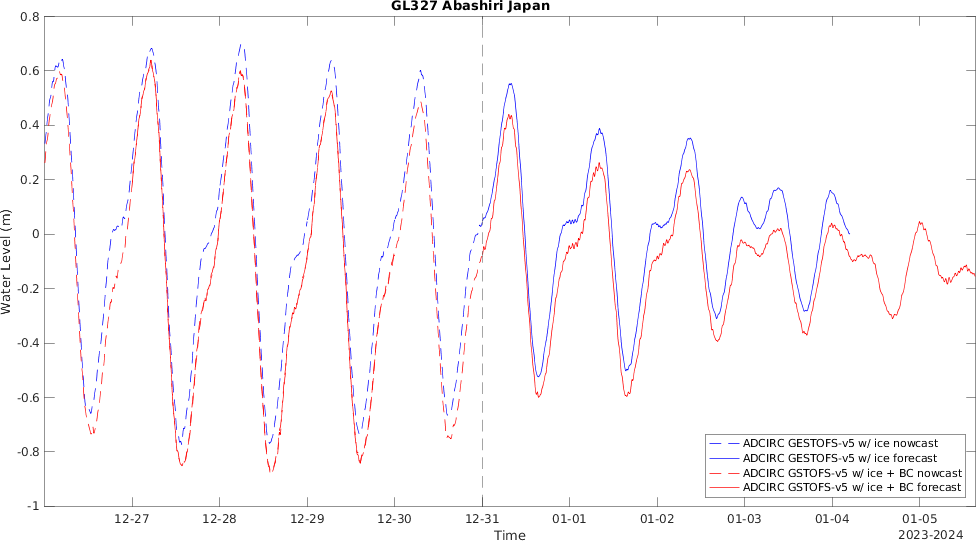 GL327 Abashiri Japan
0.8
0.6
0.4
0.2
0
-0.2
-0.4
-0.6
-0.8
-1
Water Level (m)
ADCIRC GESTOFS-v5 w/ ice nowcast
ADCIRC GESTOFS-v5 w/ ice forecast
ADCIRC GSTOFS-v5 w/ ice + BC nowcast
ADCIRC GSTOFS-v5 w/ ice + BC forecast
12-27 12-28 12-29 12-30 12-31 01-01 01-02 01-03 01-04 01-05
Time
2023-2024